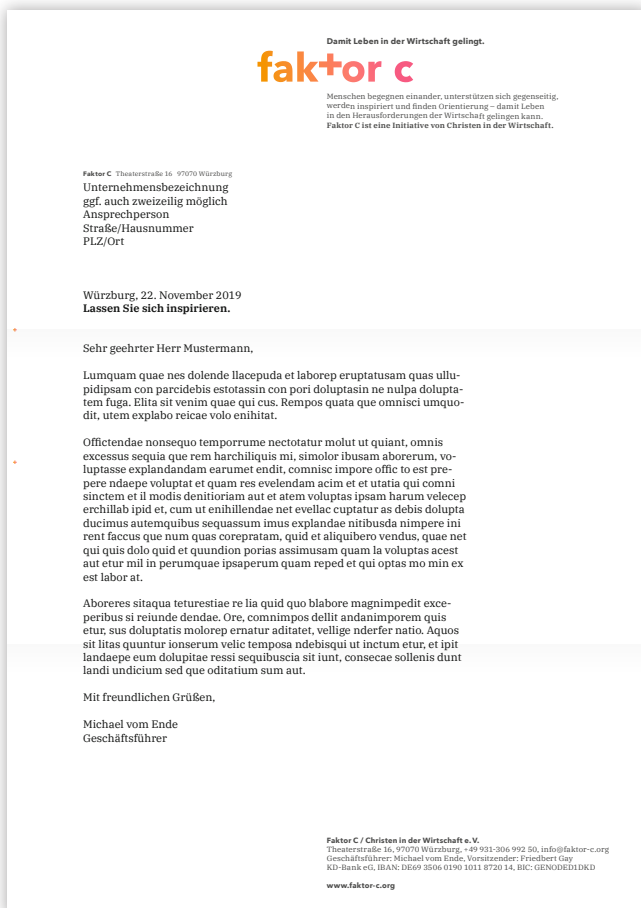 Damit Leben in der Wirtschaft gelingt.
faktor c
Menschen begegnen einander, unterstützen sich gegenseitig,
werden inspiriert und finden Orientierung – damit Leben
in den Herausforderungen der Wirtschaft gelingen kann.
Faktor C ist eine Initiative von Christen in der Wirtschaft.
Faktor C Theaterstraße 16 97070 Würzburg
Unternehmensbezeichnung
ggf. auch zweizeilig möglich
Ansprechperson
Straße/Hausnummer
PLZ/Ort
Würzburg, 22. November 2019
Lassen Sie sich inspirieren.
Sehr geehrter Herr Mustermann,
Lumquam quae nes dolende llacepuda et laborep eruptatusam quas ullu-
pidipsam con parcidebis estotassin con pori doluptasin ne nulpa dolupta-
tem fuga. Elita sit venim quae qui cus. Rempos quata que omnisci umquo-
dit, utem explabo reicae volo enihitat.
Offictendae nonsequo temporrume nectotatur molut ut quiant, omnis
excessus sequia que rem harchiliquis mi, simolor ibusam aborerum, vo-
luptasse explandandam earumet endit, comnisc impore offic to est pre-
pere ndaepe voluptat et quam res evelendam acim et et utatia qui comni
sinctem et il modis denitioriam aut et atem voluptas ipsam harum velecep
erchillab ipid et, cum ut enihillendae net evellac cuptatur as debis dolupta
ducimus autemquibus sequassum imus explandae nitibusda nimpere ini
rent faccus que num quas corepratam, quid et aliquibero vendus, quae net
qui quis dolo quid et quundion porias assimusam quam la voluptas acest
aut etur mil in perumquae ipsaperum quam reped et qui optas mo min ex
est labor at.
Aboreres sitaqua teturestiae re lia quid quo blabore magnimpedit exce-
peribus si reiunde dendae. Ore, comnimpos dellit andanimporem quis
etur, sus doluptatis molorep ernatur aditatet, vellige nderfer natio. Aquos
sit litas quuntur ionserum velic temposa ndebisqui ut inctum etur, et ipit
landaepe eum dolupitae ressi sequibuscia sit iunt, consecae sollenis dunt
landi undicium sed que oditatium sum aut.
Mit freundlichen Grüßen,
Michael vom Ende
Geschäftsführer
Faktor C / Christen in der Wirtschaft e. V.
Theaterstraße 16, 97070 Würzburg, +49 931-306 992 50, info@faktor-c.org
Geschäftsführer: Michael vom Ende, Vorsitzender: Friedbert Gay
KD-Bank eG, IBAN: DE69 3506 0190 1011 8720 14, BIC: GENODED1DKD
www.faktor-c.org